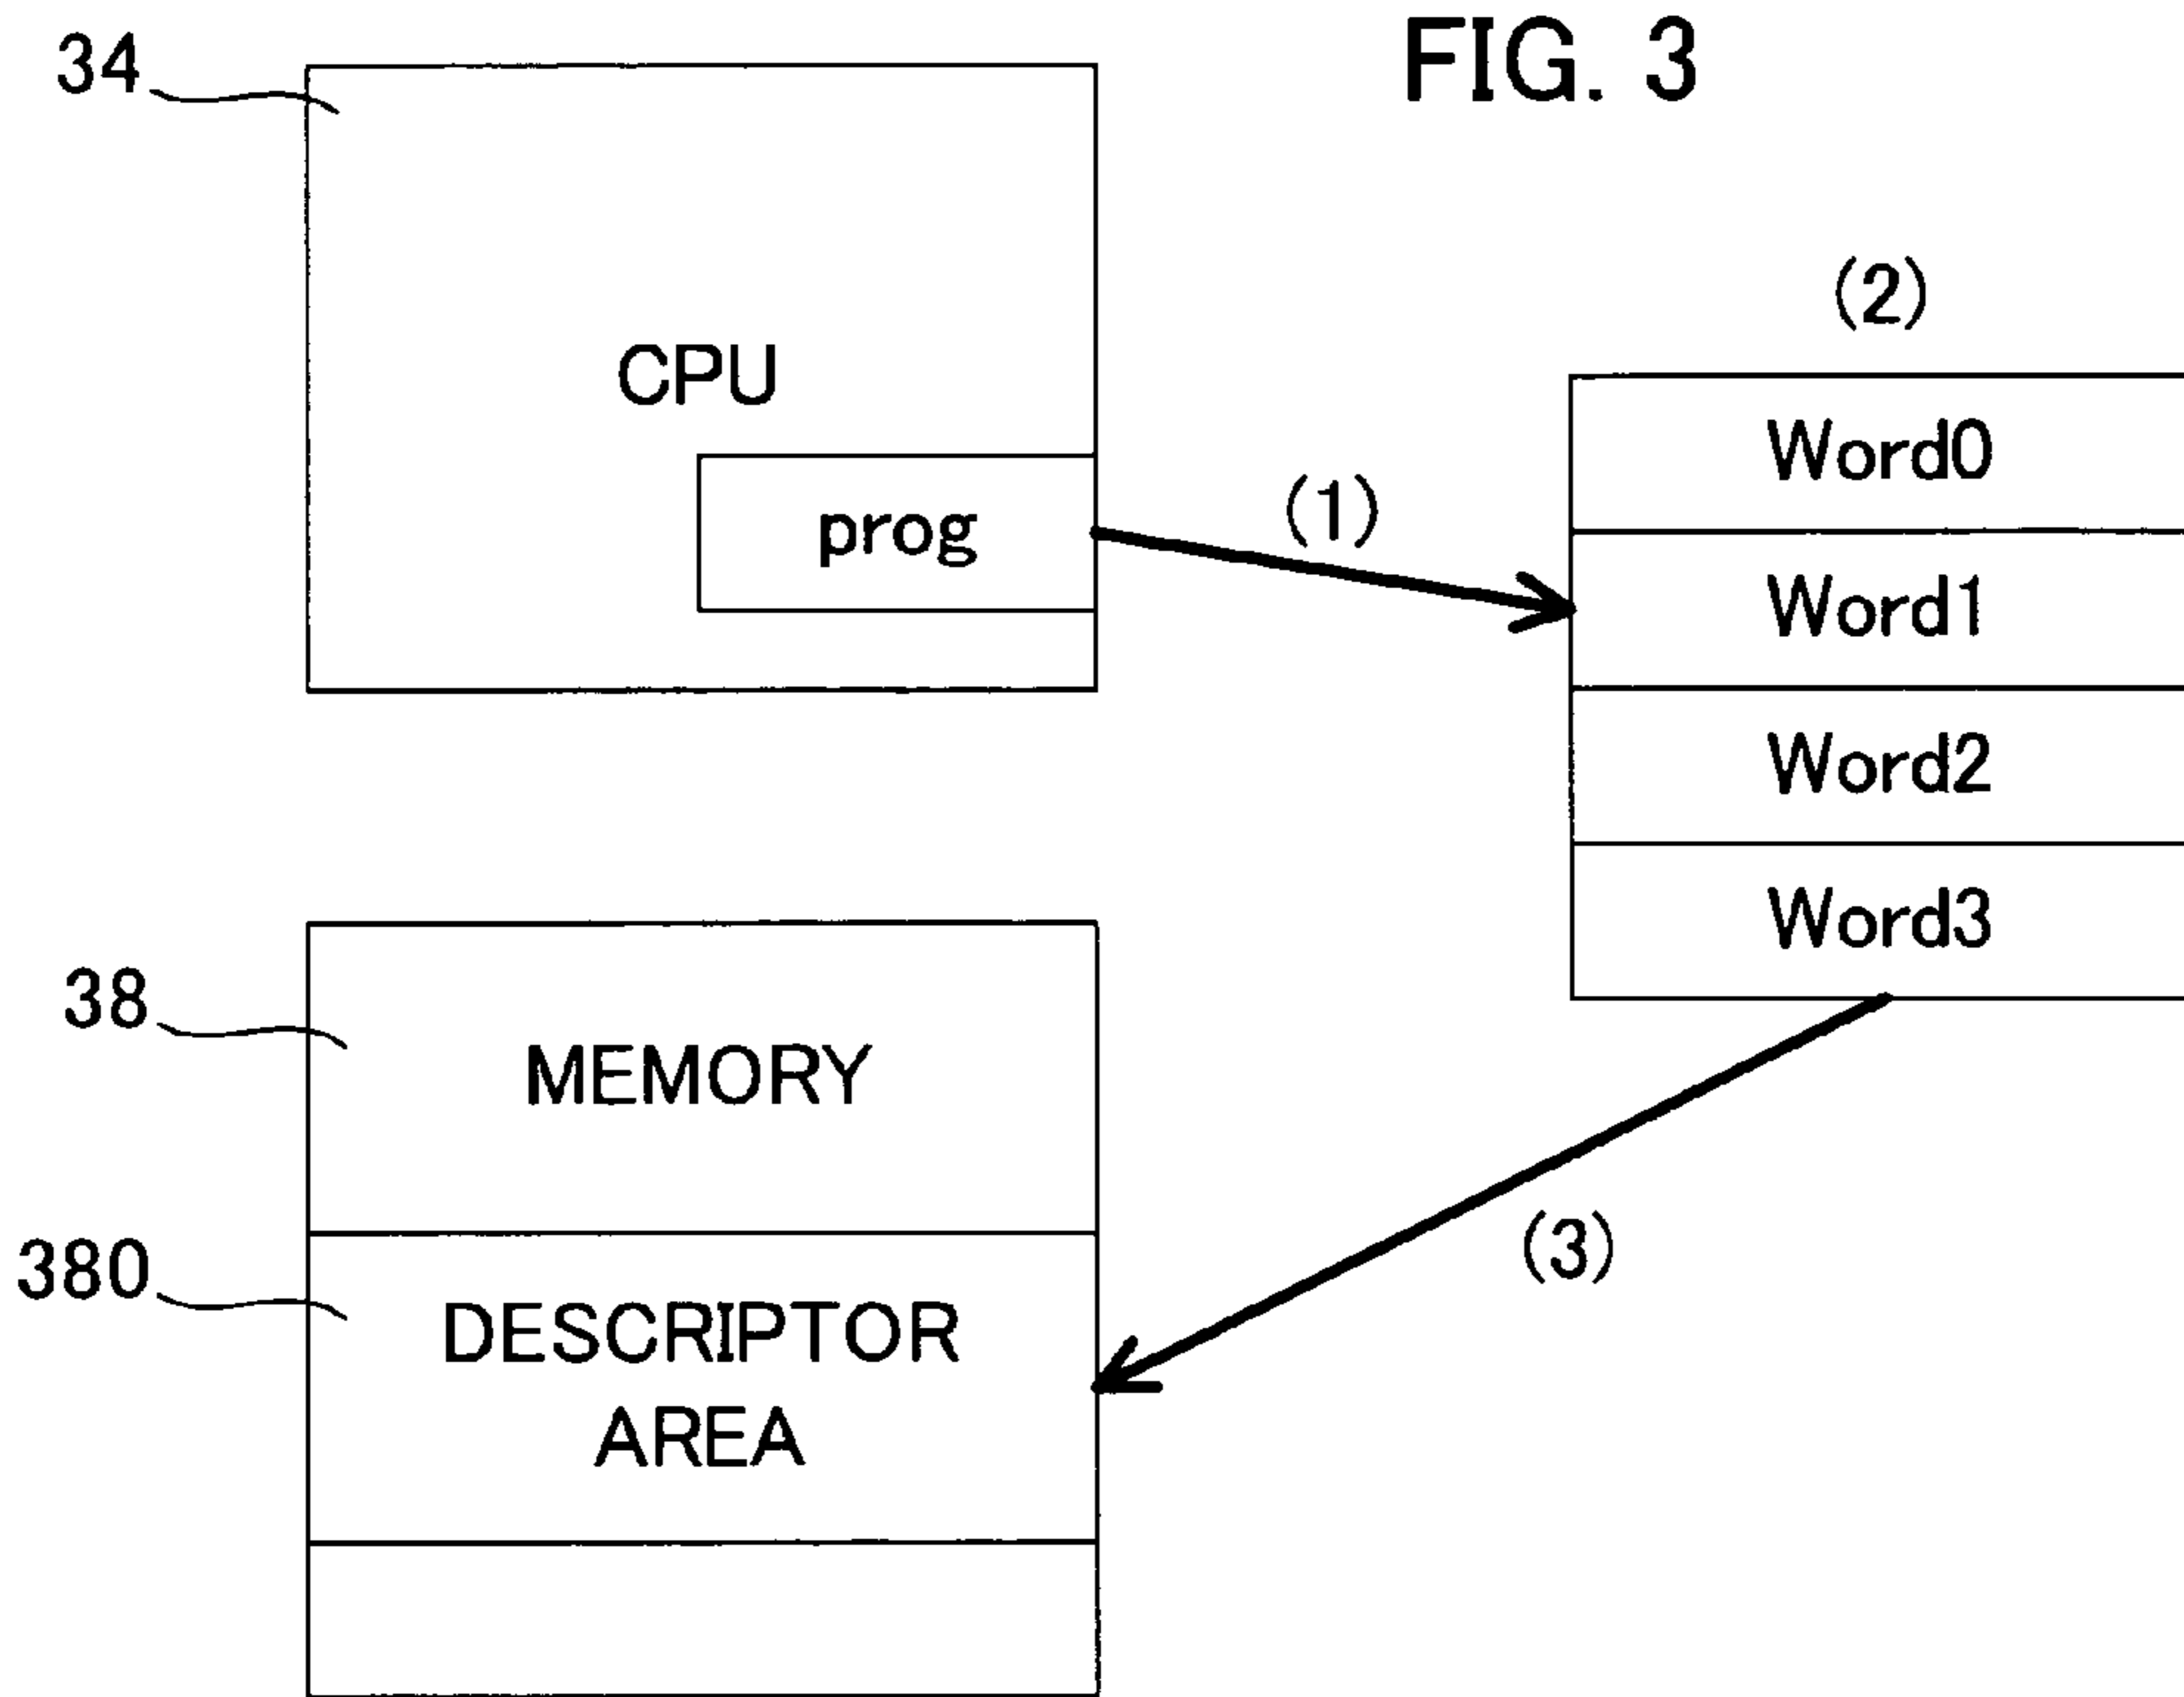 FIG. 3
34
CPU
prog
(1)
(2)
Word0
Word1
Word2
Word3
38
MEMORY
380
DESCRIPTOR
AREA
(3)